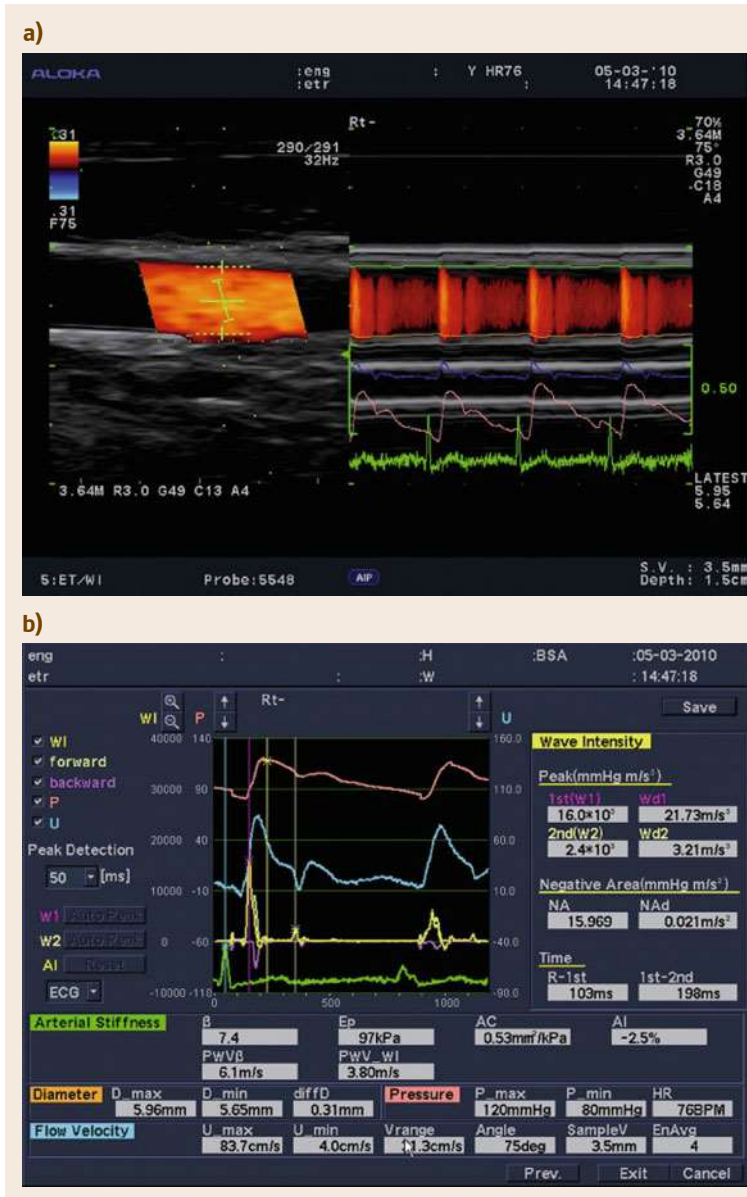 a)
ALOKA :eng : Y HR76 05-03-'10
:etr : 14:47:18
Rt-
70%
3.64M
75°
R3.0
G49
C18
A4
.31
290/291
32Hz
.31
F75
0.50
3.64M R3.0 G49 C13 A4
LATEST
5.95
5.64
5:ET/WI Probe:5548 AIP
S.V. : 3.5mm
Depth: 1.5cm
b)
eng : :H :BSA :05-03-2010
etr : :W : 14:47:18
WI P Rt- U Save
WI
forward
backward
P
U
Peak Detection
50 [ms]
W1 Auto Peak
W2 Auto Peak
AI Reset
ECG
40000 140 160.0
30000 90 110.0
20000 40 60.0
10000 -10 10.0
0 -60 -40.0
-10000 -110 -90.0
0 500 1000
Wave Intensity
Peak(mmHg m/s³)
1st(W1) Wd1
16.0*10³ 21.73m/s³
2nd(W2) Wd2
2.4*10³ 3.21m/s³
Negative Area(mmHg m/s²)
NA NAd
15.969 0.021m/s²
Time
R-1st 1st-2nd
103ms 198ms
Arterial Stiffness β Ep AC AI
7.4 97kPa 0.53mm²/kPa -2.5%
PWVβ PWV_WI
6.1m/s 3.80m/s
Diameter D_max D_min diffD Pressure P_max P_min HR
5.96mm 5.65mm 0.31mm 120mmHg 80mmHg 76BPM
Flow Velocity U_max U_min Vrange Angle SampleV EnAvg
83.7cm/s 4.0cm/s 1.3cm/s 75deg 3.5mm 4
Prev. Exit Cancel